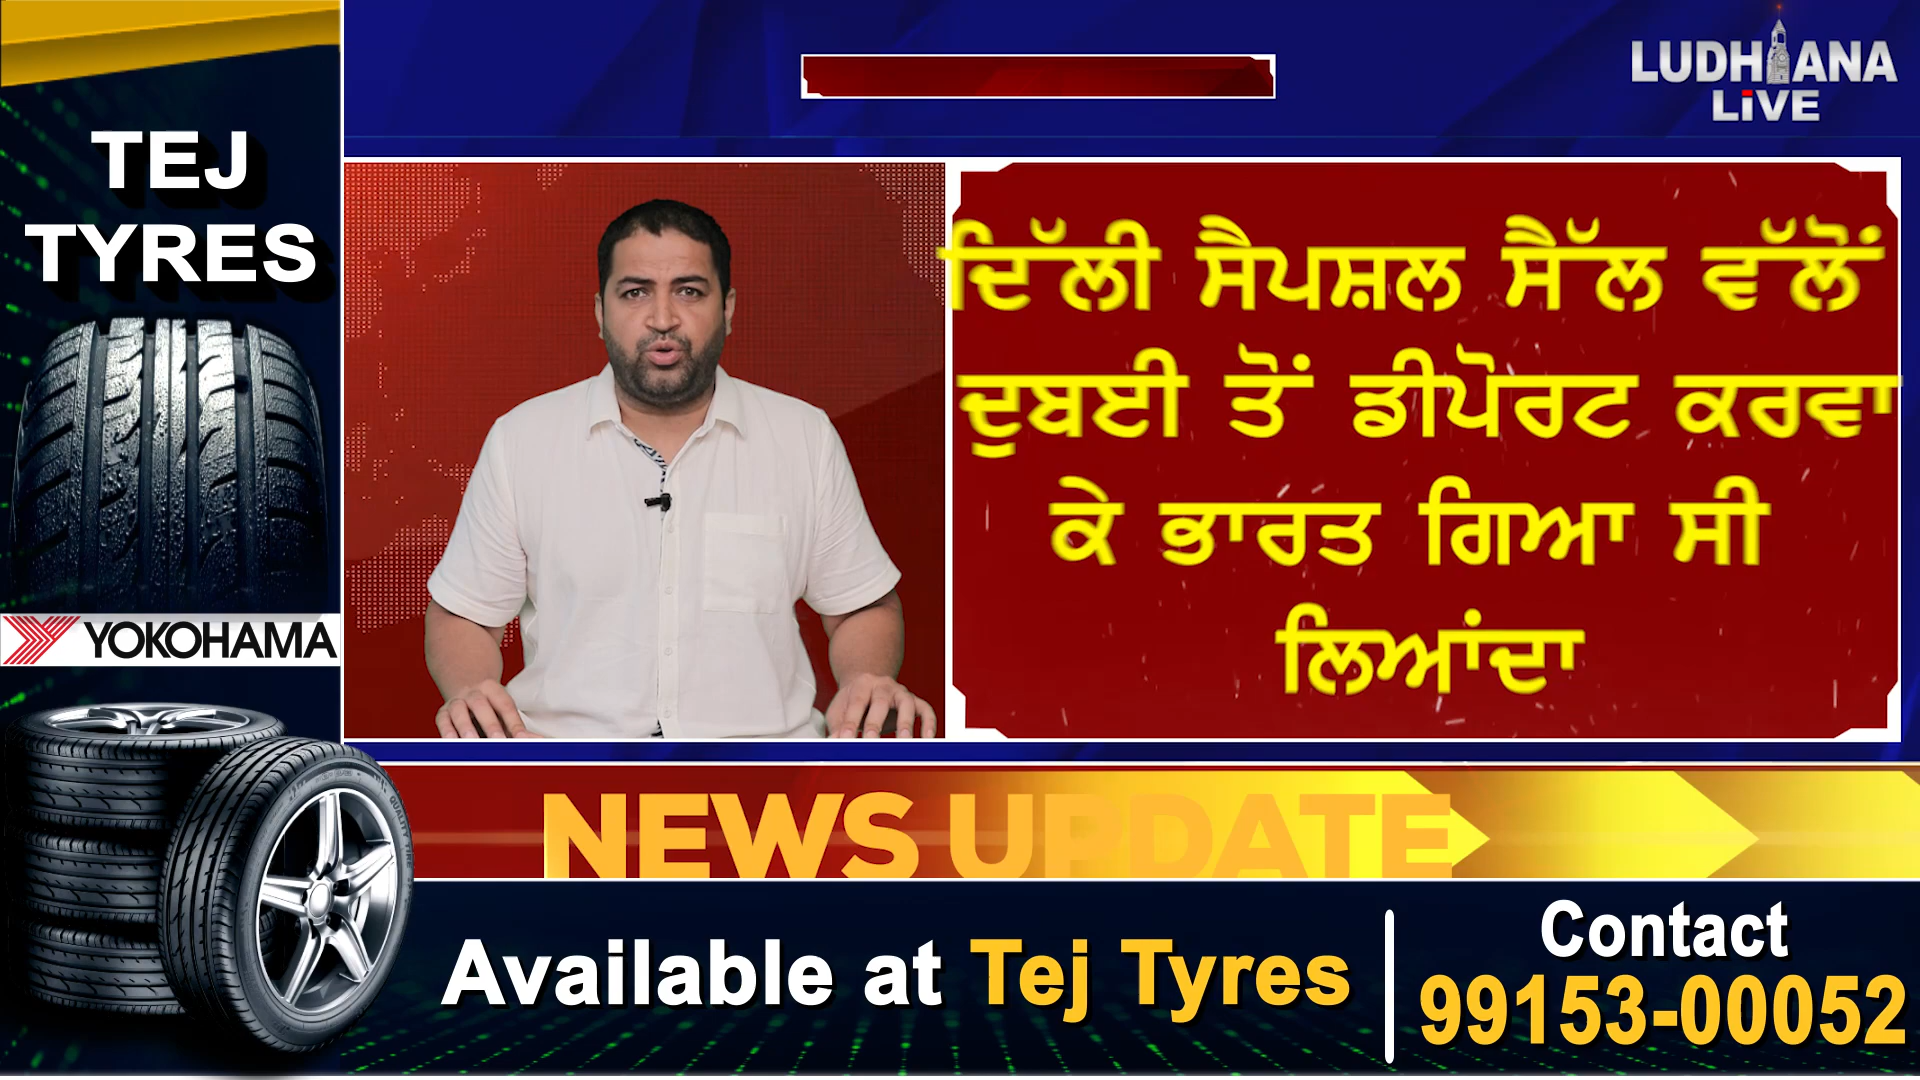 LUDHIANA
LiVE
TEJ
TYRES
YOKOHAMA
ਦਿੱਲੀ ਸੈਪਸ਼ਲ ਸੈੱਲ ਵੱਲੋਂ
ਦੁਬਈ ਤੋਂ ਡੀਪੋਰਟ ਕਰਵਾ
ਕੇ ਭਾਰਤ ਗਿਆ ਸੀ
ਲਿਆਂਦਾ
NEWS UPDATE
Available at Tej Tyres
Contact
99153-00052